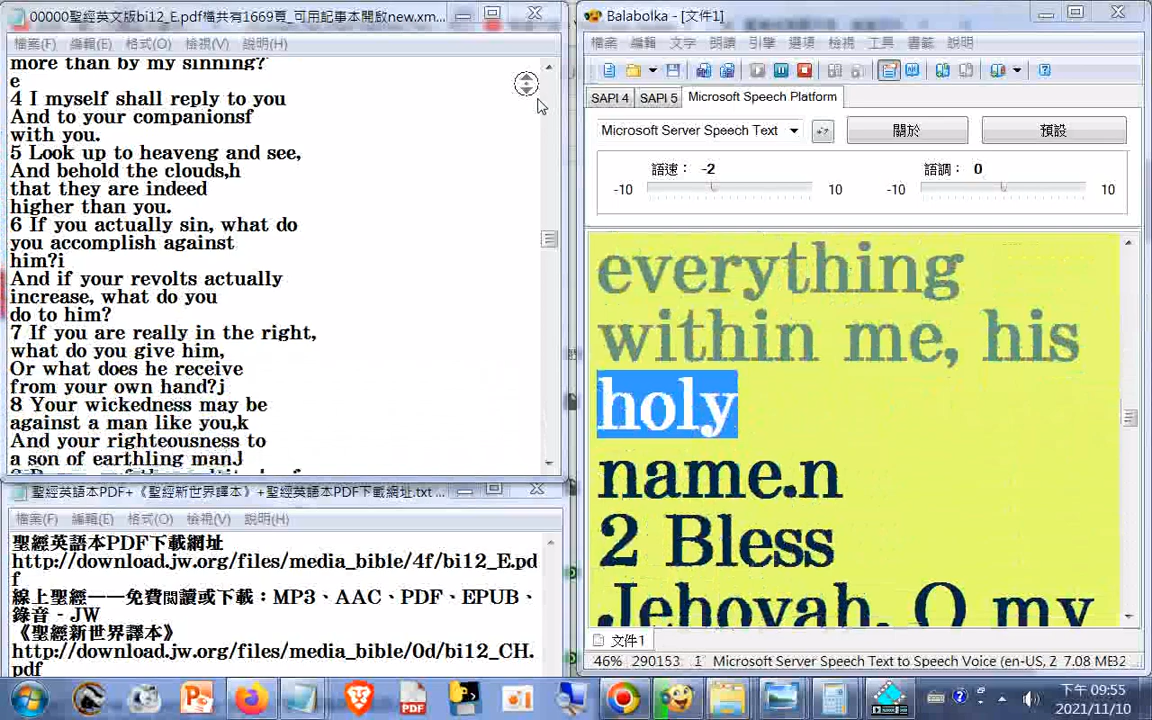 00000聖經英文版bi12_E.pdf檔共有1669頁_可用記事本開啟new.xm...
檔案(F) 編輯(E) 格式(O) 檢視(V) 說明(H)
more than by my sinning?'
e
4 I myself shall reply to you
And to your companionsf
with you.
5 Look up to heaveng and see,
And behold the clouds,h
that they are indeed
higher than you.
6 If you actually sin, what do
you accomplish against
him?i
And if your revolts actually
increase, what do you
do to him?
7 If you are really in the right,
what do you give him,
Or what does he receive
from your own hand?j
8 Your wickedness may be
against a man like you,k
And your righteousness to
a son of earthling manJ
聖經英語本PDF+《聖經新世界譯本》+聖經英語本PDF下載網址.txt ...
檔案(F) 編輯(E) 格式(O) 檢視(V) 說明(H)
聖經英語本PDF下載網址
http://download.jw.org/files/media_bible/4f/bi12_E.pd
f
線上聖經——免費閱讀或下載：MP3、AAC、PDF、EPUB、
錄音 - JW
《聖經新世界譯本》
http://download.jw.org/files/media_bible/0d/bi12_CH.
pdf
Balabolka - [文件1]
檔案 編輯 文字 朗讀 引擎 選項 檢視 工具 書籤 說明
SAPI 4 SAPI 5 Microsoft Speech Platform
Microsoft Server Speech Text 關於 預設
語速： -2 語調： 0
-10 10 -10 10
everything
within me, his
holy
name.n
2 Bless
Jehovah, O my
文件1
46% 290153 1 Microsoft Server Speech Text to Speech Voice (en-US, Z 7.08 MB
PDF
下午 09:55
2021/11/10